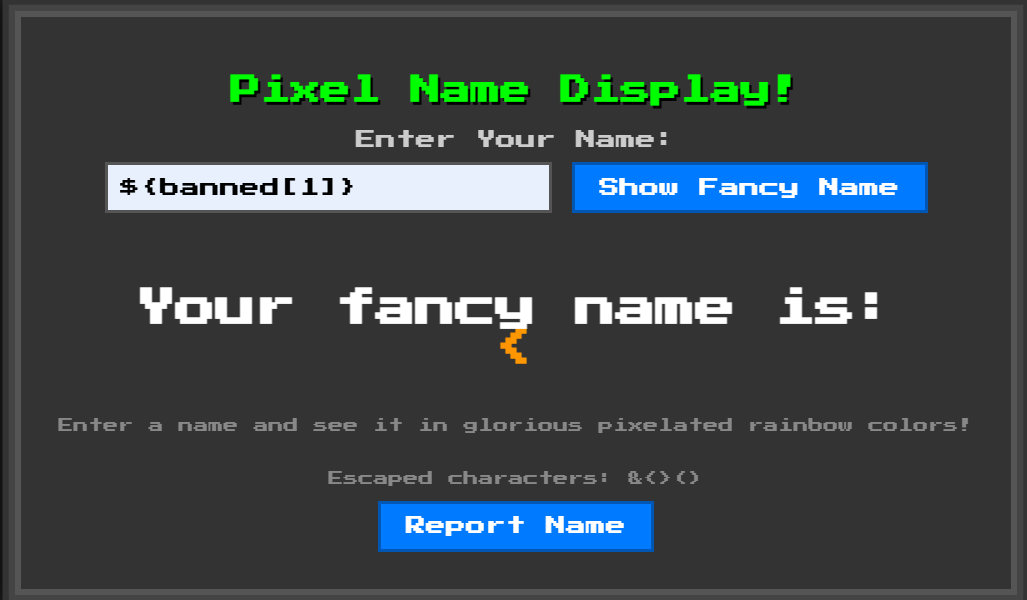 Pixel Name Display!
Enter Your Name:
${banned[1]}
Show Fancy Name
Your fancy name is:
<
Enter a name and see it in glorious pixelated rainbow colors!
Escaped characters: &<>()
Report Name